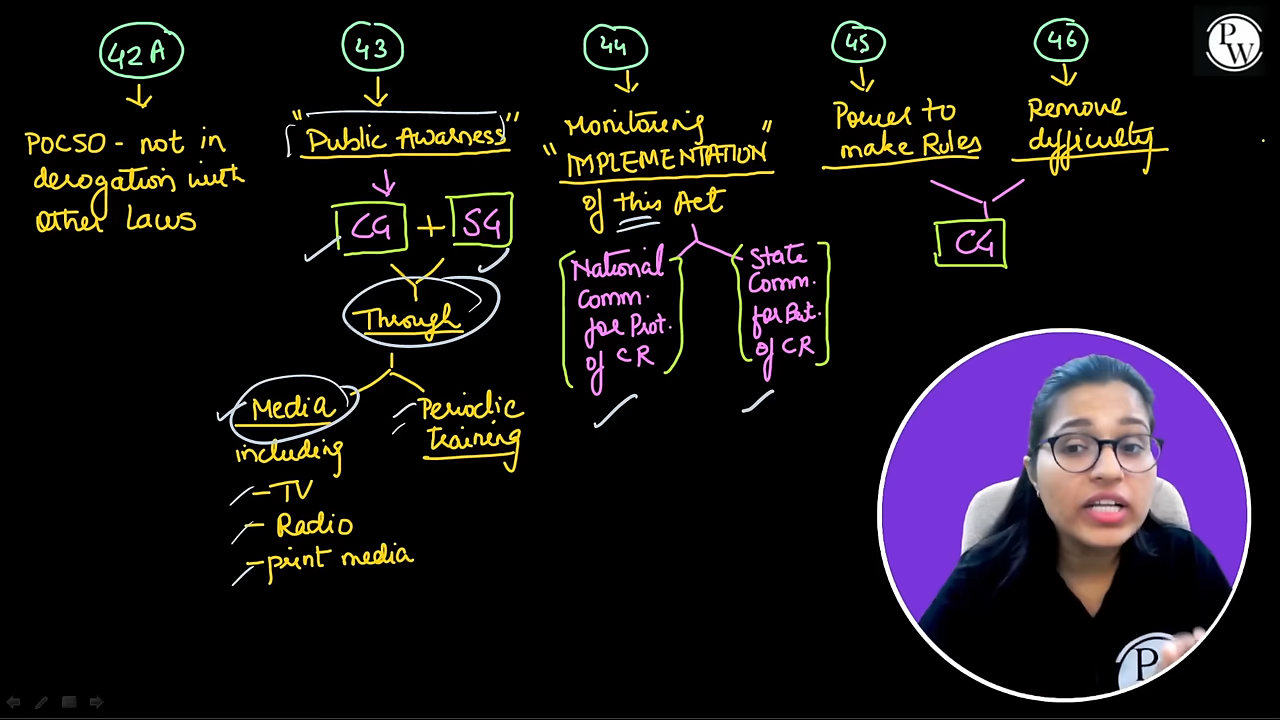 42A
POCSO - not in
derogation with
Other Laws
43
"Public Awarness"
CG + SG
Through
Media
including
- TV
- Radio
- print media
Periodic
training
44
Monitoring
"IMPLEMENTATION"
of this Act
National
Comm.
for Prot.
of CR
State
Comm.
for Prot.
of CR
45
Power to
make Rules
46
Remove
difficulty
CG
PW
P